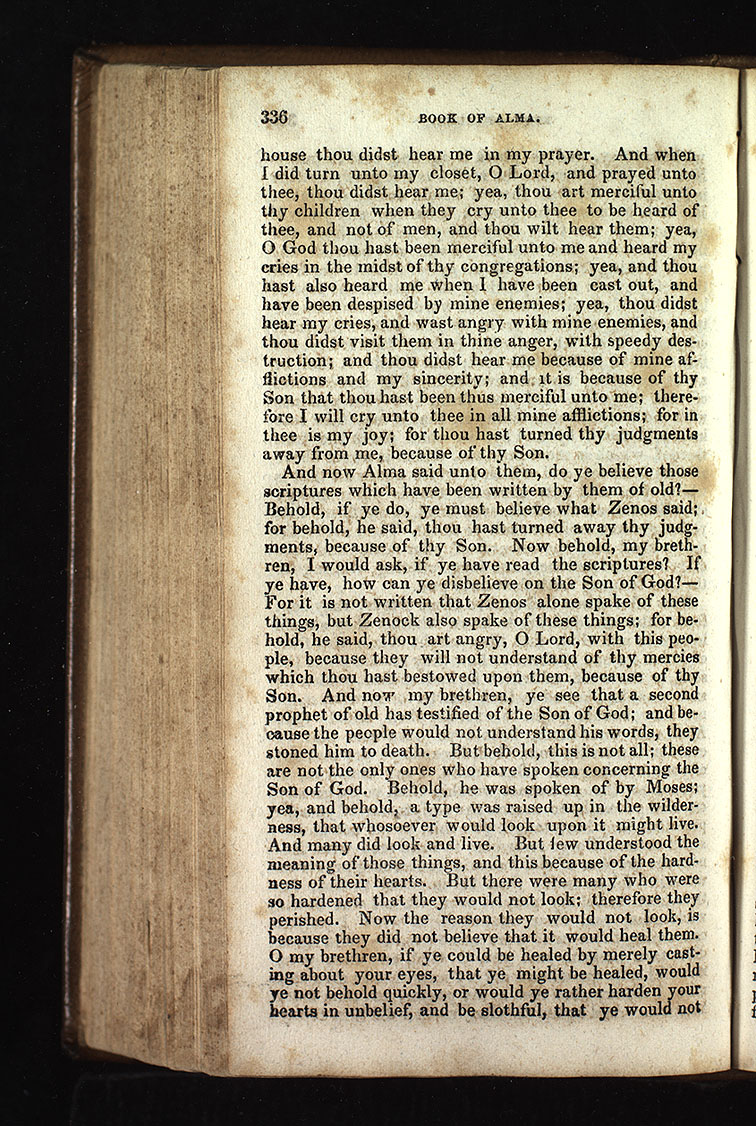 336 BOOK OF ALMA.
house thou didst hear me in my prayer. And when
I did turn unto my closet, O Lord, and prayed unto
thee, thou didst hear me; yea, thou art merciful unto
thy children when they cry unto thee to be heard of
thee, and not of men, and thou wilt hear them; yea,
O God thou hast been merciful unto me and heard my
cries in the midst of thy congregations; yea, and thou
hast also heard me when I have been cast out, and
have been despised by mine enemies; yea, thou didst
hear my cries, and wast angry with mine enemies, and
thou didst visit them in thine anger, with speedy des-
truction; and thou didst hear me because of mine af-
flictions and my sincerity; and it is because of thy
Son that thou hast been thus merciful unto me; there-
fore I will cry unto thee in all mine afflictions; for in
thee is my joy; for thou hast turned thy judgments
away from me, because of thy Son.
And now Alma said unto them, do ye believe those
scriptures which have been written by them of old?—
Behold, if ye do, ye must believe what Zenos said;
for behold, he said, thou hast turned away thy judg-
ments, because of thy Son. Now behold, my breth-
ren, I would ask, if ye have read the scriptures? If
ye have, how can ye disbelieve on the Son of God?—
For it is not written that Zenos alone spake of these
things, but Zenock also spake of these things; for be-
hold, he said, thou art angry, O Lord, with this peo-
ple, because they will not understand of thy mercies
which thou hast bestowed upon them, because of thy
Son. And now my brethren, ye see that a second
prophet of old has testified of the Son of God; and be-
cause the people would not understand his words, they
stoned him to death. But behold, this is not all; these
are not the only ones who have spoken concerning the
Son of God. Behold, he was spoken of by Moses;
yea, and behold, a type was raised up in the wilder-
ness, that whosoever would look upon it might live.
And many did look and live. But few understood the
meaning of those things, and this because of the hard-
ness of their hearts. But there were many who were
so hardened that they would not look; therefore they
perished. Now the reason they would not look, is
because they did not believe that it would heal them.
O my brethren, if ye could be healed by merely cast-
ing about your eyes, that ye might be healed, would
ye not behold quickly, or would ye rather harden your
hearts in unbelief, and be slothful, that ye would not